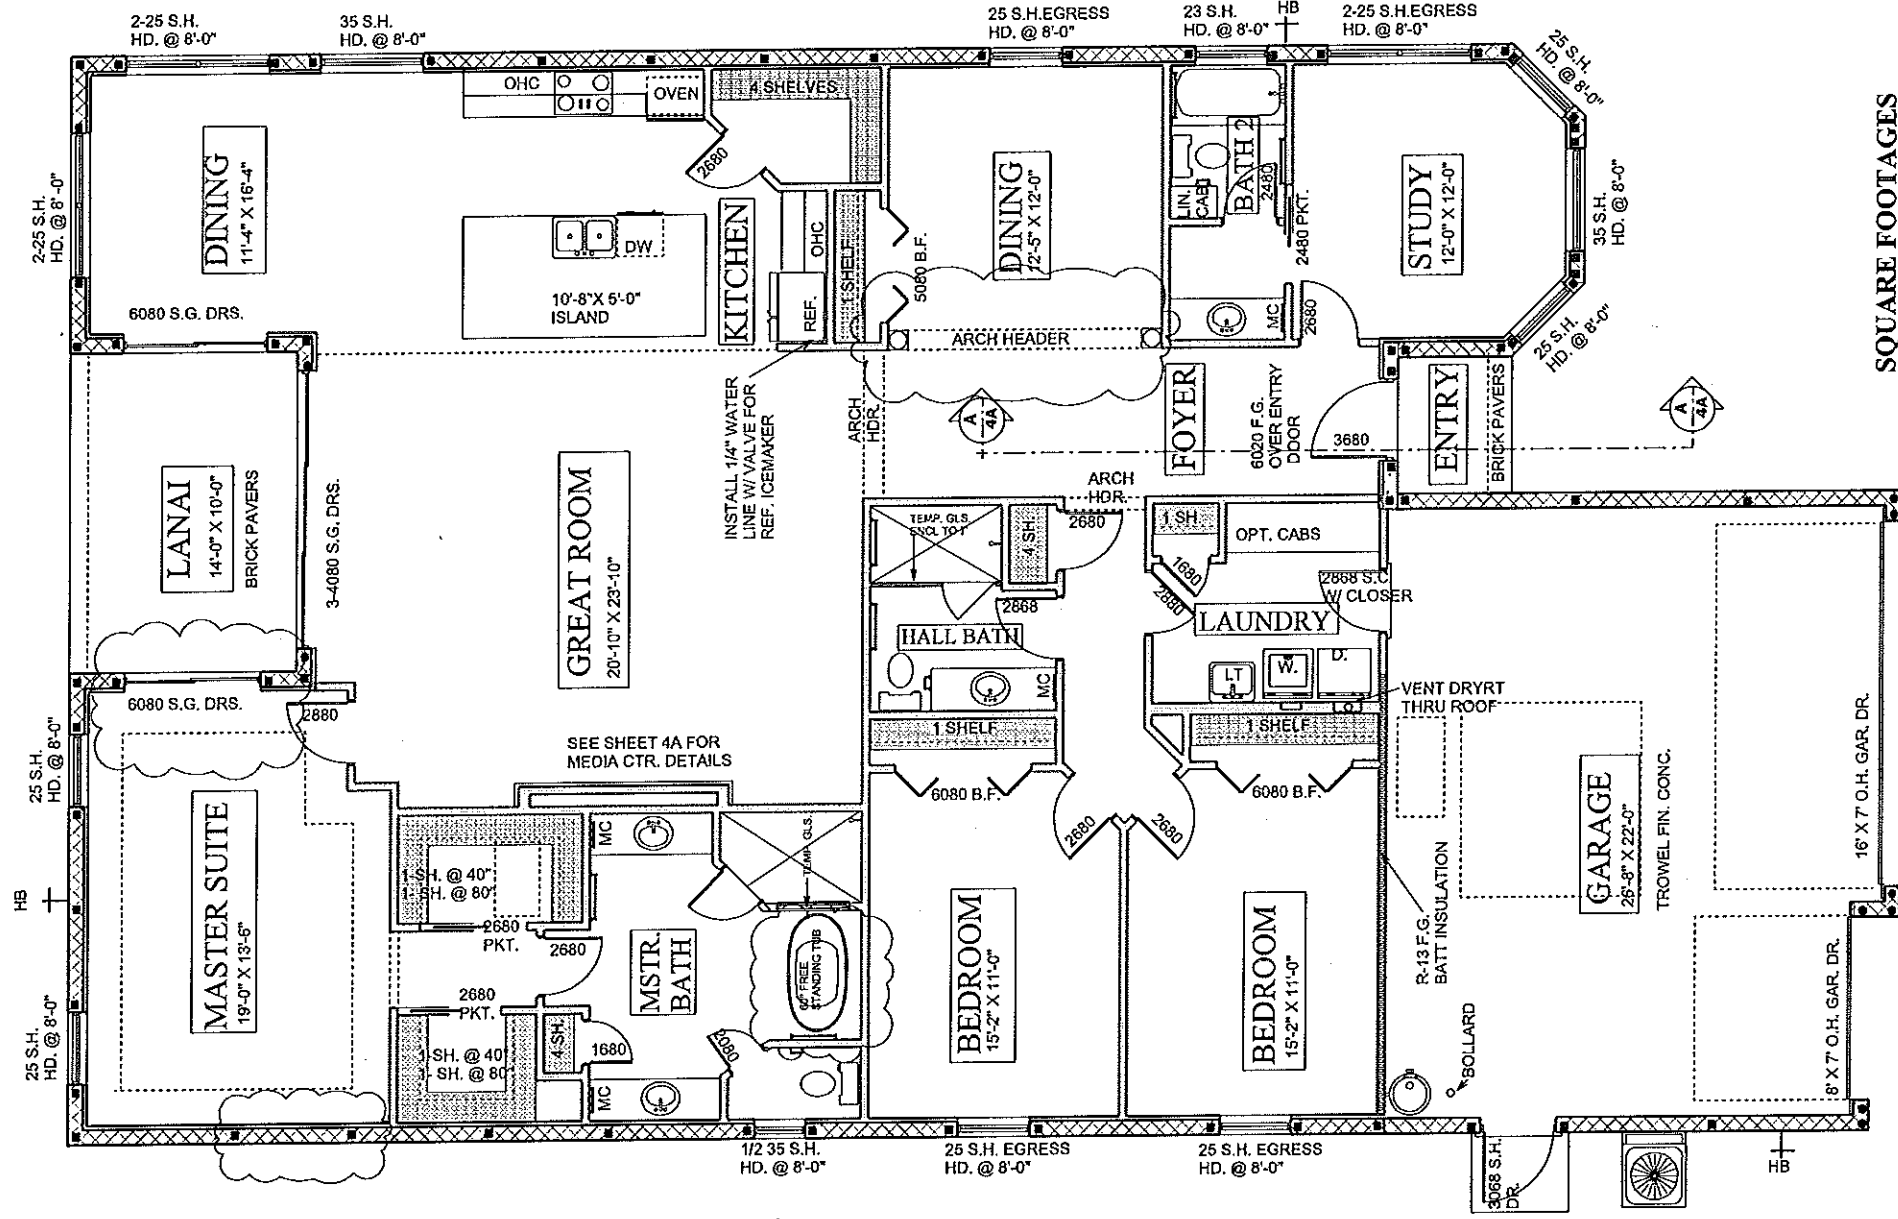 2-25 S.H.
HD. @ 8'-0"
35 S.H.
HD. @ 8'-0"
25 S.H.EGRESS
HD. @ 8'-0"
23 S.H.
HD. @ 8'-0"
HB
2-25 S.H.EGRESS
HD. @ 8'-0"
25 S.H.
HD. @ 8'-0"
SQUARE FOOTAGES
OHC
OVEN
4 SHELVES
2680
DINING
11'-4" X 16'-4"
2-25 S.H.
HD. @ 8'-0"
KITCHEN
DW
10'-8"X 5'-0"
ISLAND
OHC
REF.
1 SHELF
5080 B.F.
DINING
12'-5" X 12'-0"
LIN.
CAB.
BATH 2
2480
2480 PKT.
MC
2680
STUDY
12'-0" X 12'-0"
35 S.H.
HD. @ 8'-0"
25 S.H.
HD. @ 8'-0"
6080 S.G. DRS.
ARCH HEADER
INSTALL 1/4" WATER
LINE W/ VALVE FOR
REF. ICEMAKER
ARCH
HDR.
A
4A
FOYER
6020 F.G.
OVER ENTRY
DOOR
3680
ENTRY
BRICK PAVERS
A
4A
LANAI
14'-0" X 10'-0"
BRICK PAVERS
3-4080 S.G. DRS.
GREAT ROOM
20'-10" X 23'-10"
ARCH
HDR.
TEMP. GLS.
4 SH.
2680
1 SH.
OPT. CABS
1680
2880
2868 S.C
W/ CLOSER
2868
HALL BATH
MC
LAUNDRY
LT
W.
D.
VENT DRYRT
THRU ROOF
6080 S.G. DRS.
2880
25 S.H.
HD. @ 8'-0"
SEE SHEET 4A FOR
MEDIA CTR. DETAILS
1 SHELF
6080 B.F.
1 SHELF
6080 B.F.
2680
2680
GARAGE
26'-8" X 22'-0"
TROWEL FIN. CONC.
16' X 7' O.H. GAR. DR.
MASTER SUITE
19'-0" X 13'-6"
HB
1-SH. @ 40"
1- SH. @ 80"
2680
PKT.
MC
TEMP. GLS.
2680
MSTR.
BATH
60" FREE
STANDING TUB
BEDROOM
15'-2" X 11'-0"
BEDROOM
15'-2" X 11'-0"
R-13 F.G.
BATT INSULATION
2680
PKT.
1-SH. @ 40"
1- SH. @ 80"
4 SH.
1680
2080
MC
25 S.H.
HD. @ 8'-0"
BOLLARD
8' X 7' O.H. GAR. DR.
1/2 35 S.H.
HD. @ 8'-0"
25 S.H. EGRESS
HD. @ 8'-0"
25 S.H. EGRESS
HD. @ 8'-0"
3068 S.H.
DR.
HB